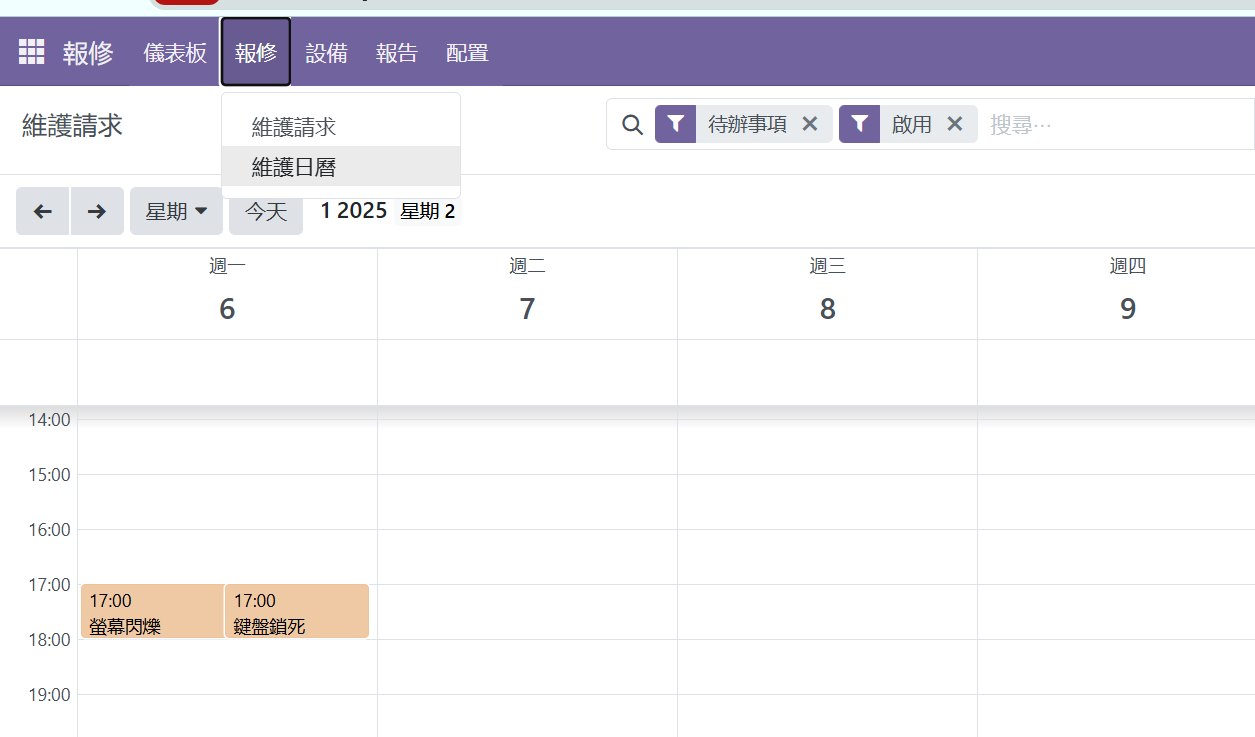 報修 儀表板 報修 設備 報告 配置
維護請求
維護請求
維護日曆
待辦事項
啟用
搜尋…
星期
今天
1 2025 星期 2
週一 週二 週三 週四
6 7 8 9
14:00
15:00
16:00
17:00
17:00 螢幕閃爍
17:00 鍵盤鎖死
18:00
19:00